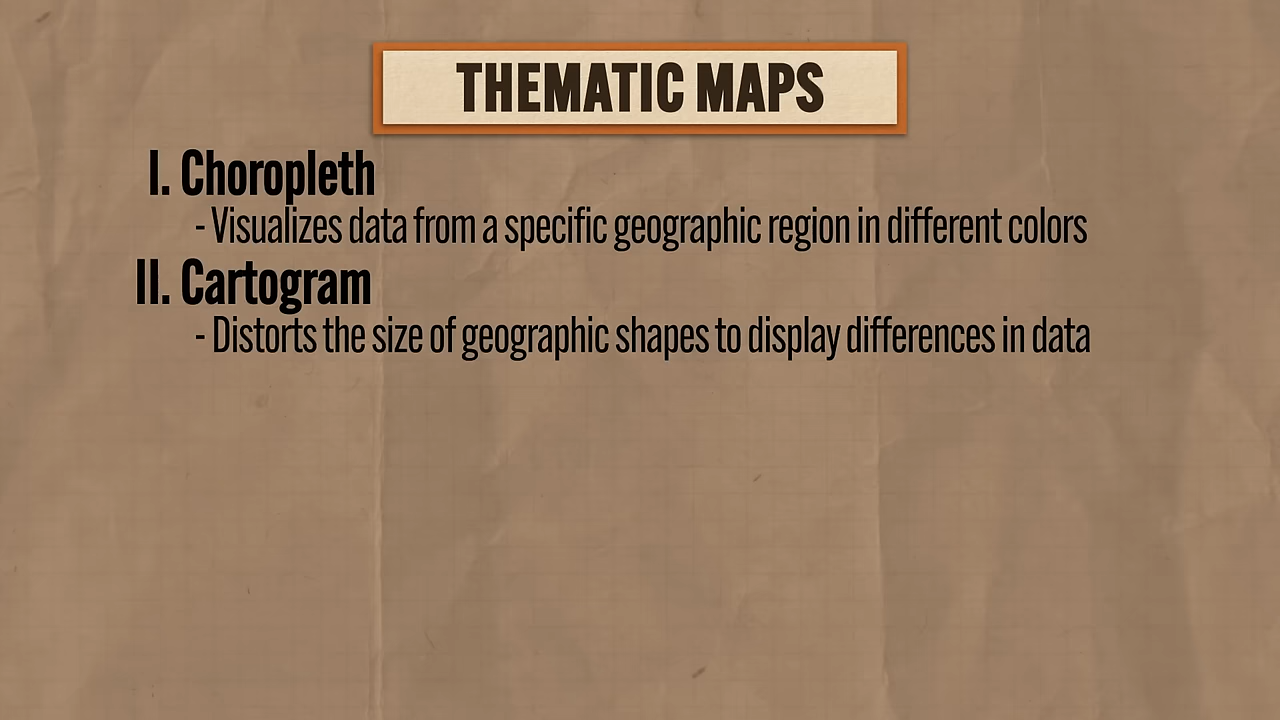 THEMATIC MAPS
I. Choropleth
- Visualizes data from a specific geographic region in different colors
II. Cartogram
- Distorts the size of geographic shapes to display differences in data